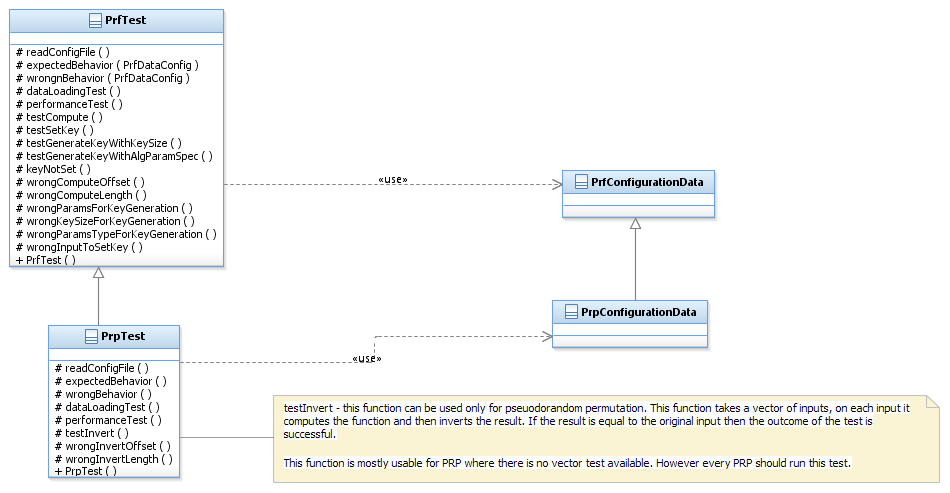 PrfTest
# readConfigFile ( )
# expectedBehavior ( PrfDataConfig )
# wrongnBehavior ( PrfDataConfig )
# dataLoadingTest ( )
# performanceTest ( )
# testCompute ( )
# testSetKey ( )
# testGenerateKeyWithKeySize ( )
# testGenerateKeyWithAlgParamSpec ( )
# keyNotSet ( )
# wrongComputeOffset ( )
# wrongComputeLength ( )
# wrongParamsForKeyGeneration ( )
# wrongKeySizeForKeyGeneration ( )
# wrongParamsTypeForKeyGeneration ( )
# wrongInputToSetKey ( )
+ PrfTest ( )
«use»
PrfConfigurationData
PrpConfigurationData
«use»
PrpTest
# readConfigFile ( )
# expectedBehavior ( )
# wrongBehavior ( )
# dataLoadingTest ( )
# performanceTest ( )
# testInvert ( )
# wrongInvertOffset ( )
# wrongInvertLength ( )
+ PrpTest ( )
testInvert - this function can be used only for pseuodorandom permutation. This function takes a vector of inputs, on each input it
computes the function and then inverts the result. If the result is equal to the original input then the outcome of the test is
successful.
This function is mostly usable for PRP where there is no vector test available. However every PRP should run this test.